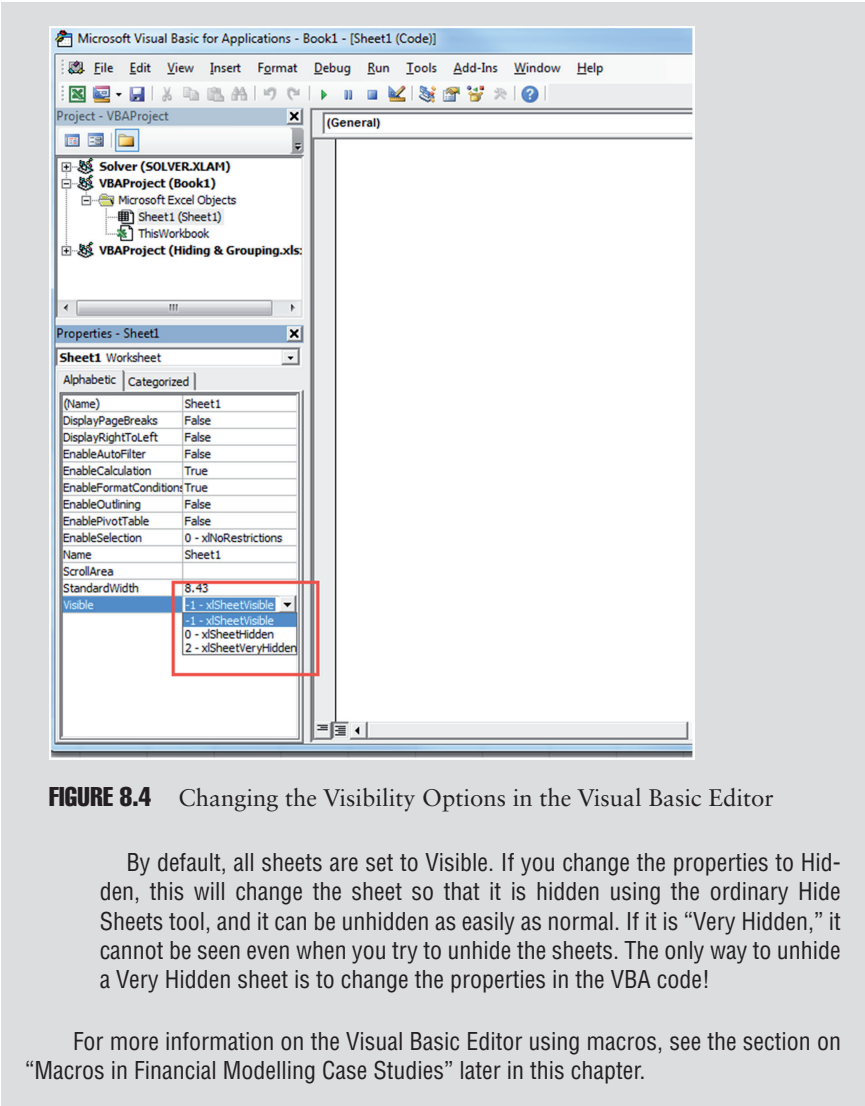 Microsoft Visual Basic for Applications - Book1 - [Sheet1 (Code)]
File Edit View Insert Format Debug Run Tools Add-Ins Window Help
Project - VBAProject
(General)
Solver (SOLVER.XLAM)
VBAProject (Book1)
Microsoft Excel Objects
Sheet1 (Sheet1)
ThisWorkbook
VBAProject (Hiding & Grouping.xls
Properties - Sheet1
Sheet1 Worksheet
Alphabetic Categorized
(Name) Sheet1
DisplayPageBreaks False
DisplayRightToLeft False
EnableAutoFilter False
EnableCalculation True
EnableFormatConditions True
EnableOutlining False
EnablePivotTable False
EnableSelection 0 - xlNoRestrictions
Name Sheet1
ScrollArea
StandardWidth 8.43
Visible -1 - xlSheetVisible
-1 - xlSheetVisible
0 - xlSheetHidden
2 - xlSheetVeryHidden
FIGURE 8.4 Changing the Visibility Options in the Visual Basic Editor
By default, all sheets are set to Visible. If you change the properties to Hid-
den, this will change the sheet so that it is hidden using the ordinary Hide
Sheets tool, and it can be unhidden as easily as normal. If it is “Very Hidden,” it
cannot be seen even when you try to unhide the sheets. The only way to unhide
a Very Hidden sheet is to change the properties in the VBA code!
For more information on the Visual Basic Editor using macros, see the section on
“Macros in Financial Modelling Case Studies” later in this chapter.